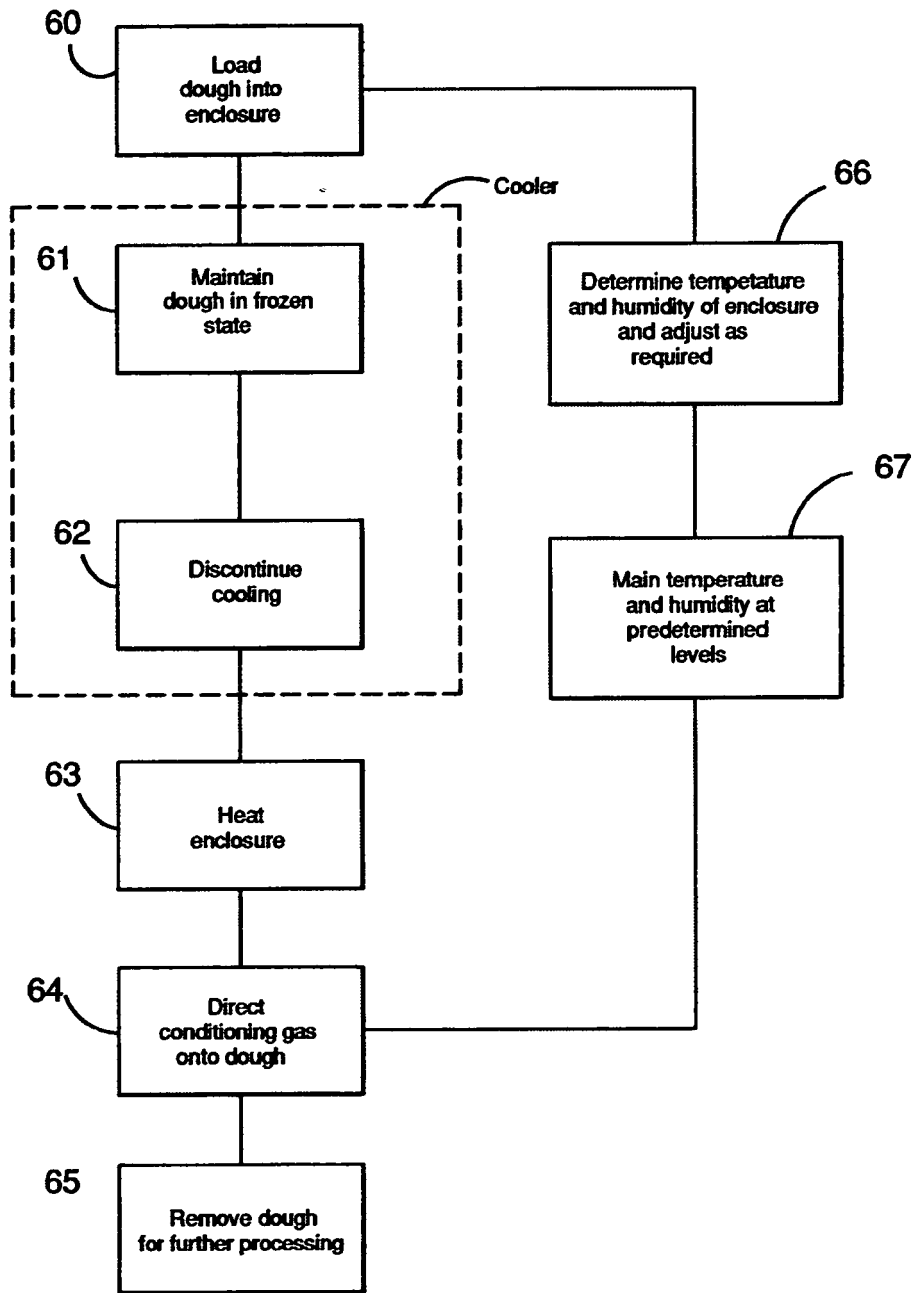 60
Load
dough into
enclosure
Cooler
66
61
Maintain
dough in frozen
state
Determine tempetature
and humidity of enclosure
and adjust as
required
67
62
Discontinue
cooling
Main temperature
and humidity at
predetermined
levels
63
Heat
enclosure
64
Direct
conditioning gas
onto dough
65
Remove dough
for further processing